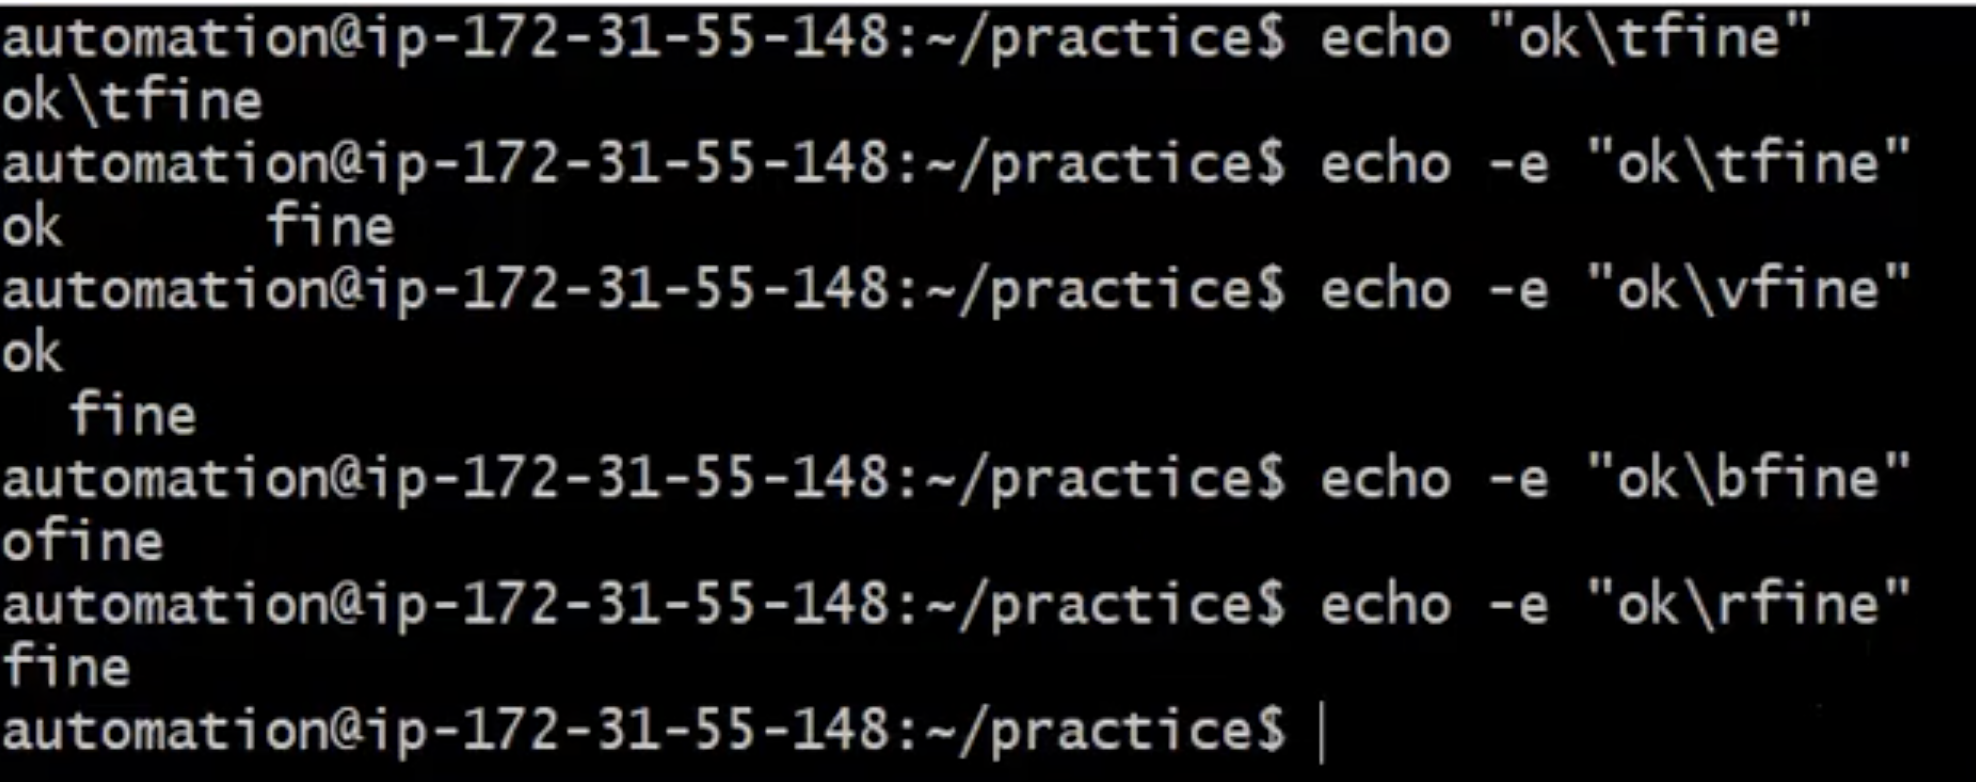 automation@ip-172-31-55-148:~/practice$ echo "ok\tfine"
ok\tfine
automation@ip-172-31-55-148:~/practice$ echo -e "ok\tfine"
ok      fine
automation@ip-172-31-55-148:~/practice$ echo -e "ok\vfine"
ok
  fine
automation@ip-172-31-55-148:~/practice$ echo -e "ok\bfine"
ofine
automation@ip-172-31-55-148:~/practice$ echo -e "ok\rfine"
fine
automation@ip-172-31-55-148:~/practice$